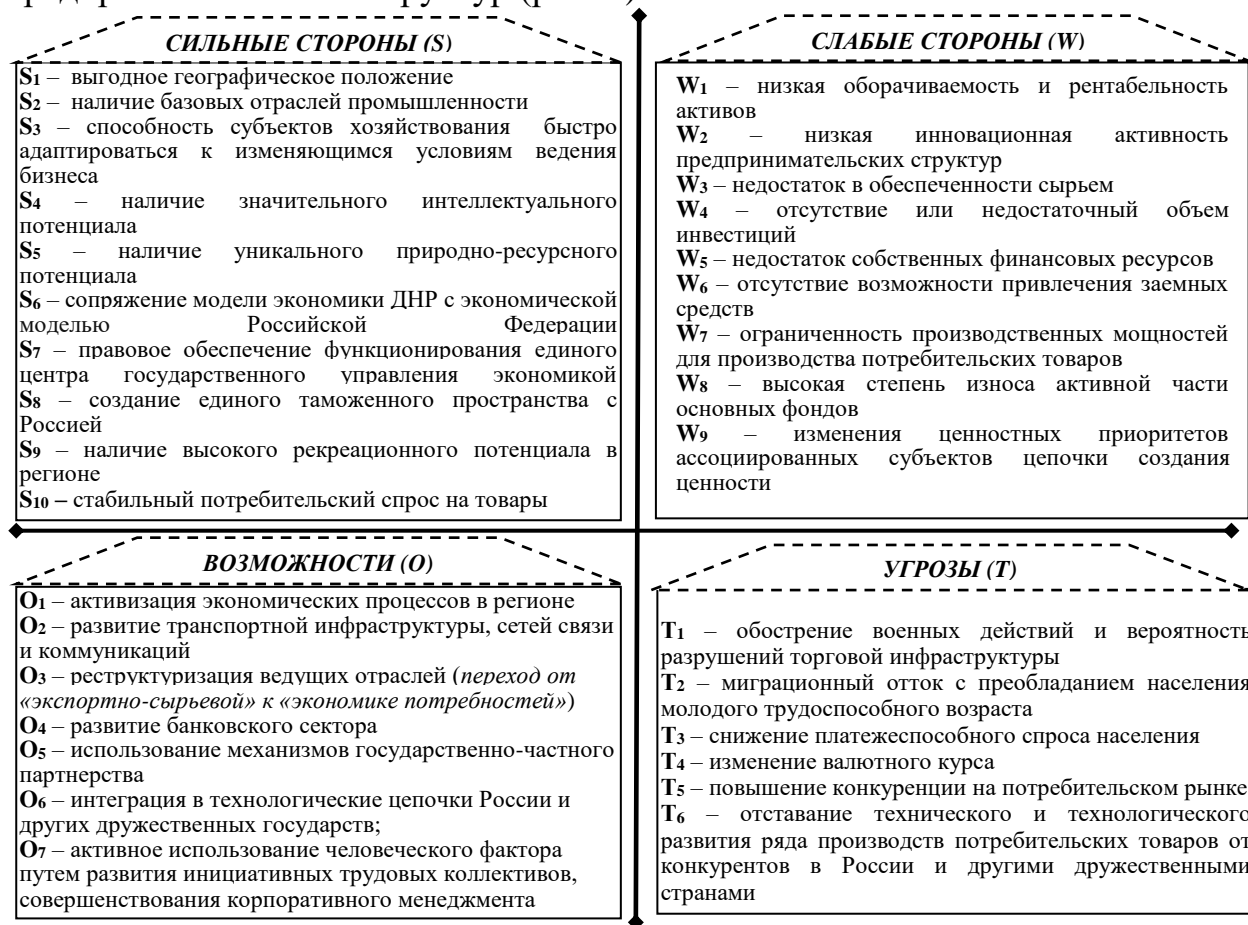 СИЛЬНЫЕ СТОРОНЫ (S)
S1 – выгодное географическое положение
S2 – наличие базовых отраслей промышленности
S3 – способность субъектов хозяйствования быстро
адаптироваться к изменяющимся условиям ведения
бизнеса
S4 – наличие значительного интеллектуального
потенциала
S5 – наличие уникального природно-ресурсного
потенциала
S6 – сопряжение модели экономики ДНР с экономической
моделью Российской Федерации
S7 – правовое обеспечение функционирования единого
центра государственного управления экономикой
S8 – создание единого таможенного пространства с
Россией
S9 – наличие высокого рекреационного потенциала в
регионе
S10 – стабильный потребительский спрос на товары
СЛАБЫЕ СТОРОНЫ (W)
W1 – низкая оборачиваемость и рентабельность
активов
W2 – низкая инновационная активность
предпринимательских структур
W3 – недостаток в обеспеченности сырьем
W4 – отсутствие или недостаточный объем
инвестиций
W5 – недостаток собственных финансовых ресурсов
W6 – отсутствие возможности привлечения заемных
средств
W7 – ограниченность производственных мощностей
для производства потребительских товаров
W8 – высокая степень износа активной части
основных фондов
W9 – изменения ценностных приоритетов
ассоциированных субъектов цепочки создания
ценности
ВОЗМОЖНОСТИ (O)
O1 – активизация экономических процессов в регионе
O2 – развитие транспортной инфраструктуры, сетей связи
и коммуникаций
O3 – реструктуризация ведущих отраслей (переход от
«экспортно-сырьевой» к «экономике потребностей»)
O4 – развитие банковского сектора
O5 – использование механизмов государственно-частного
партнерства
O6 – интеграция в технологические цепочки России и
других дружественных государств;
O7 – активное использование человеческого фактора
путем развития инициативных трудовых коллективов,
совершенствования корпоративного менеджмента
УГРОЗЫ (T)
T1 – обострение военных действий и вероятность
разрушений торговой инфраструктуры
T2 – миграционный отток с преобладанием населения
молодого трудоспособного возраста
T3 – снижение платежеспособного спроса населения
T4 – изменение валютного курса
T5 – повышение конкуренции на потребительском рынке
T6 – отставание технического и технологического
развития ряда производств потребительских товаров от
конкурентов в России и другими дружественными
странами